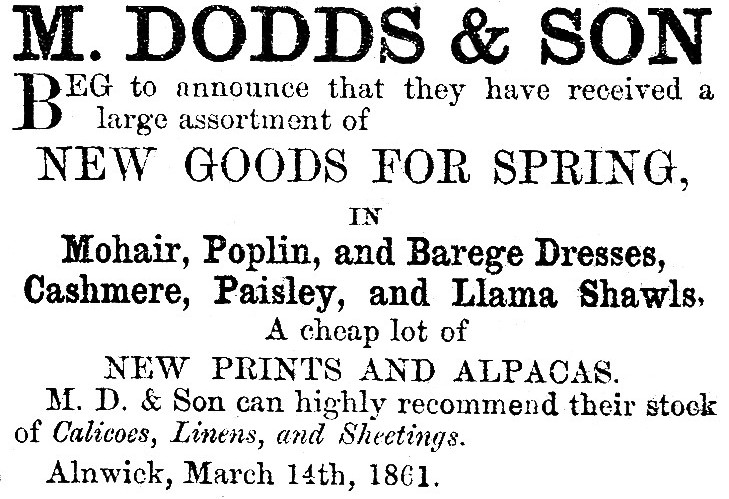 M. DODDS & SON
BEG to announce that they have received a
large assortment of
NEW GOODS FOR SPRING,
IN
Mohair, Poplin, and Barege Dresses,
Cashmere, Paisley, and Llama Shawls,
A cheap lot of
NEW PRINTS AND ALPACAS.
M. D. & Son can highly recommend their stock
of Calicoes, Linens, and Sheetings.
Alnwick, March 14th, 1861.